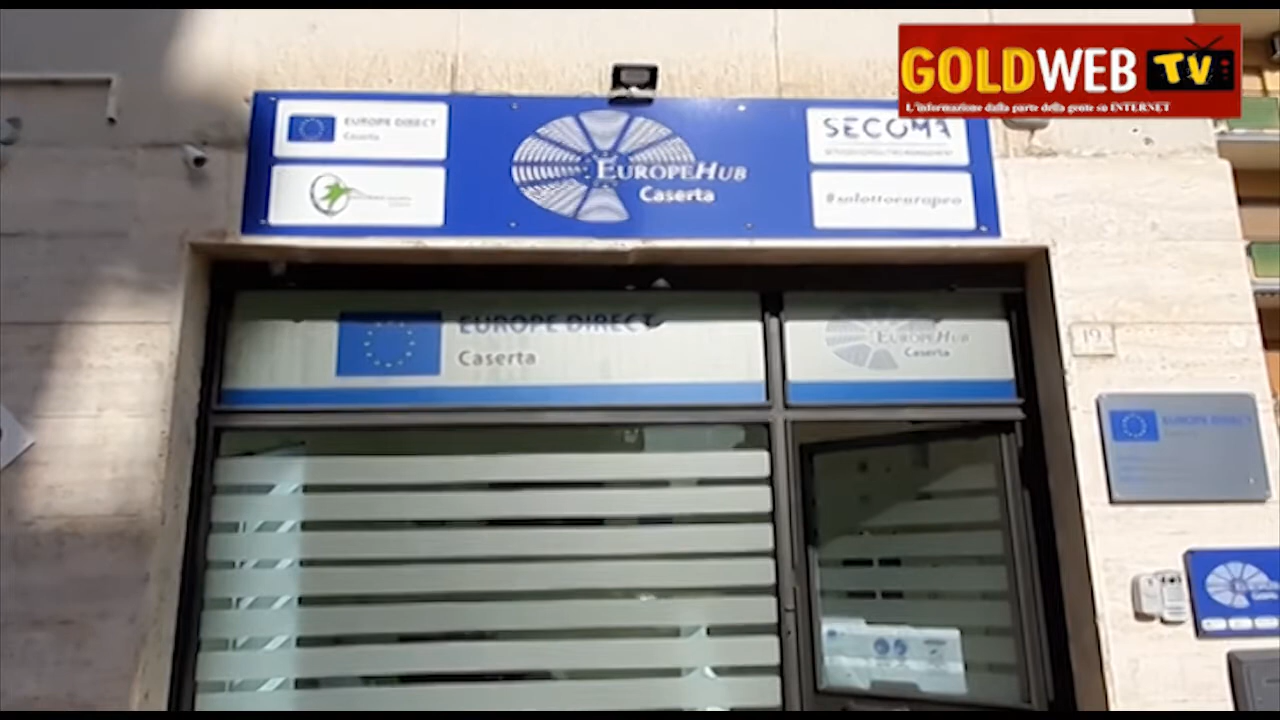 GOLDWEB TV
L'informazione dalla parte della gente su INTERNET
EUROPE DIRECT
Caserta
EUROPEHUB
Caserta
SECOMA
#salottoeuropeo
EUROPE DIRECT
Caserta
EUROPEHUB
Caserta
19
EUROPE DIRECT